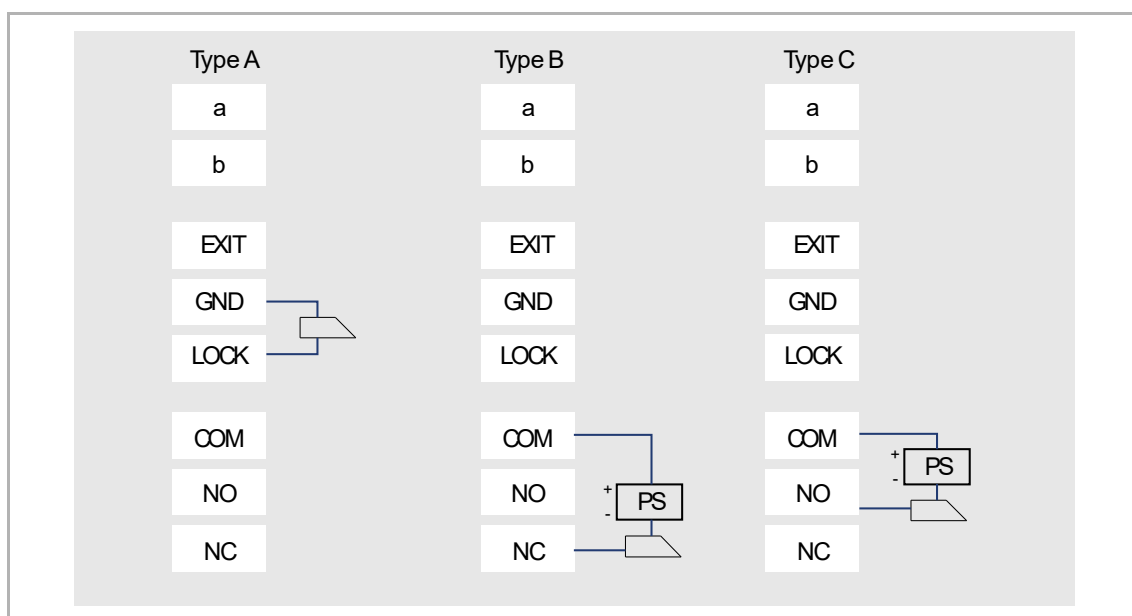 Type A Type B Type C
a a a
b b b
EXIT EXIT EXIT
GND GND GND
LOCK LOCK LOCK
COM COM COM
+ PS
-
NO NO + PS NO
-
NC NC NC